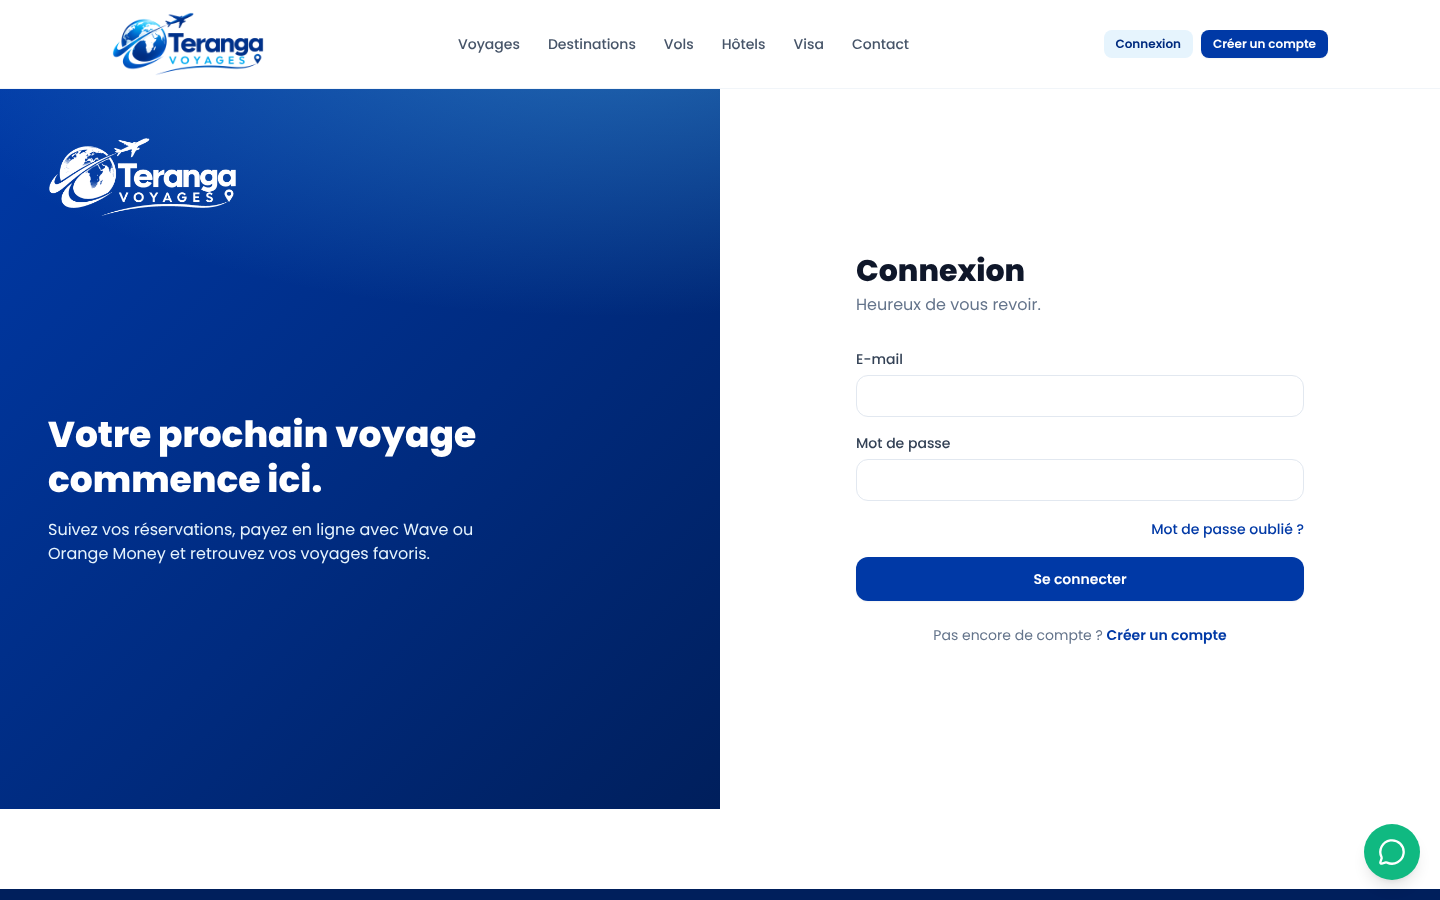 Teranga
VOYAGES
Voyages
Destinations
Vols
Hôtels
Visa
Contact
Connexion
Créer un compte
Teranga
VOYAGES
Votre prochain voyage
commence ici.
Suivez vos réservations, payez en ligne avec Wave ou
Orange Money et retrouvez vos voyages favoris.
Connexion
Heureux de vous revoir.
E-mail
Mot de passe
Mot de passe oublié ?
Se connecter
Pas encore de compte ? Créer un compte